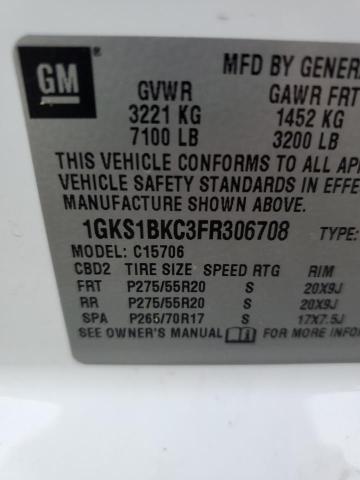 GM
MFD BY GENER
GVWR GAWR FRT
3221 KG 1452 KG
7100 LB 3200 LB
THIS VEHICLE CONFORMS TO ALL APP
VEHICLE SAFETY STANDARDS IN EF
MANUFACTURE SHOWN ABOVE.
1GKS1BKC3FR306708 TYPE:
MODEL: C15706
CBD2 TIRE SIZE SPEED RTG RIM
FRT P275/55R20 S 20X9J
RR P275/55R20 S 20X9J
SPA P265/70R17 S 17X7.5J
SEE OWNER'S MANUAL FOR MORE INFO